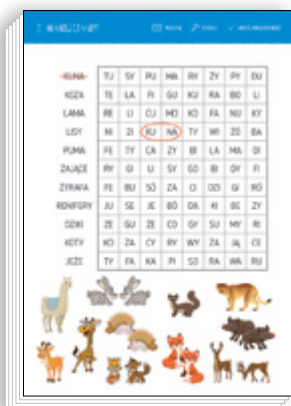 KUNA TU SY PU MA RY ŻY PY DU
KOZA TE LA FI GU KU RA BO LI
LAMA RE LI CU MO KO FA NU KY
LISY NI ZI KU NA TY WI ZO BA
PUMA FE TY CA ZY BI LA MA DI
ZAJĄCE RY GI LI SY GO BI DY FI
ŻYRAFA FE BU SÓ ZA CI DZI GI RO
RENIFERY JU SE JE BÓ DA KI BE ZY
DZIKI ZE GU ŻE CO GY SU MY RI
KOTY KO ZA CY RY WY ZA JĄ CE
JEŻE TY FA KA PI SO RA WA RU